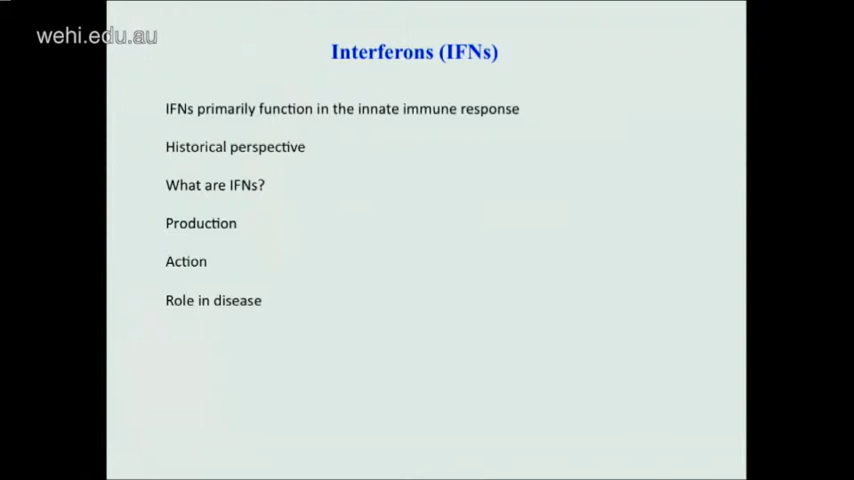 wehi.edu.au
Interferons (IFNs)
IFNs primarily function in the innate immune response
Historical perspective
What are IFNs?
Production
Action
Role in disease